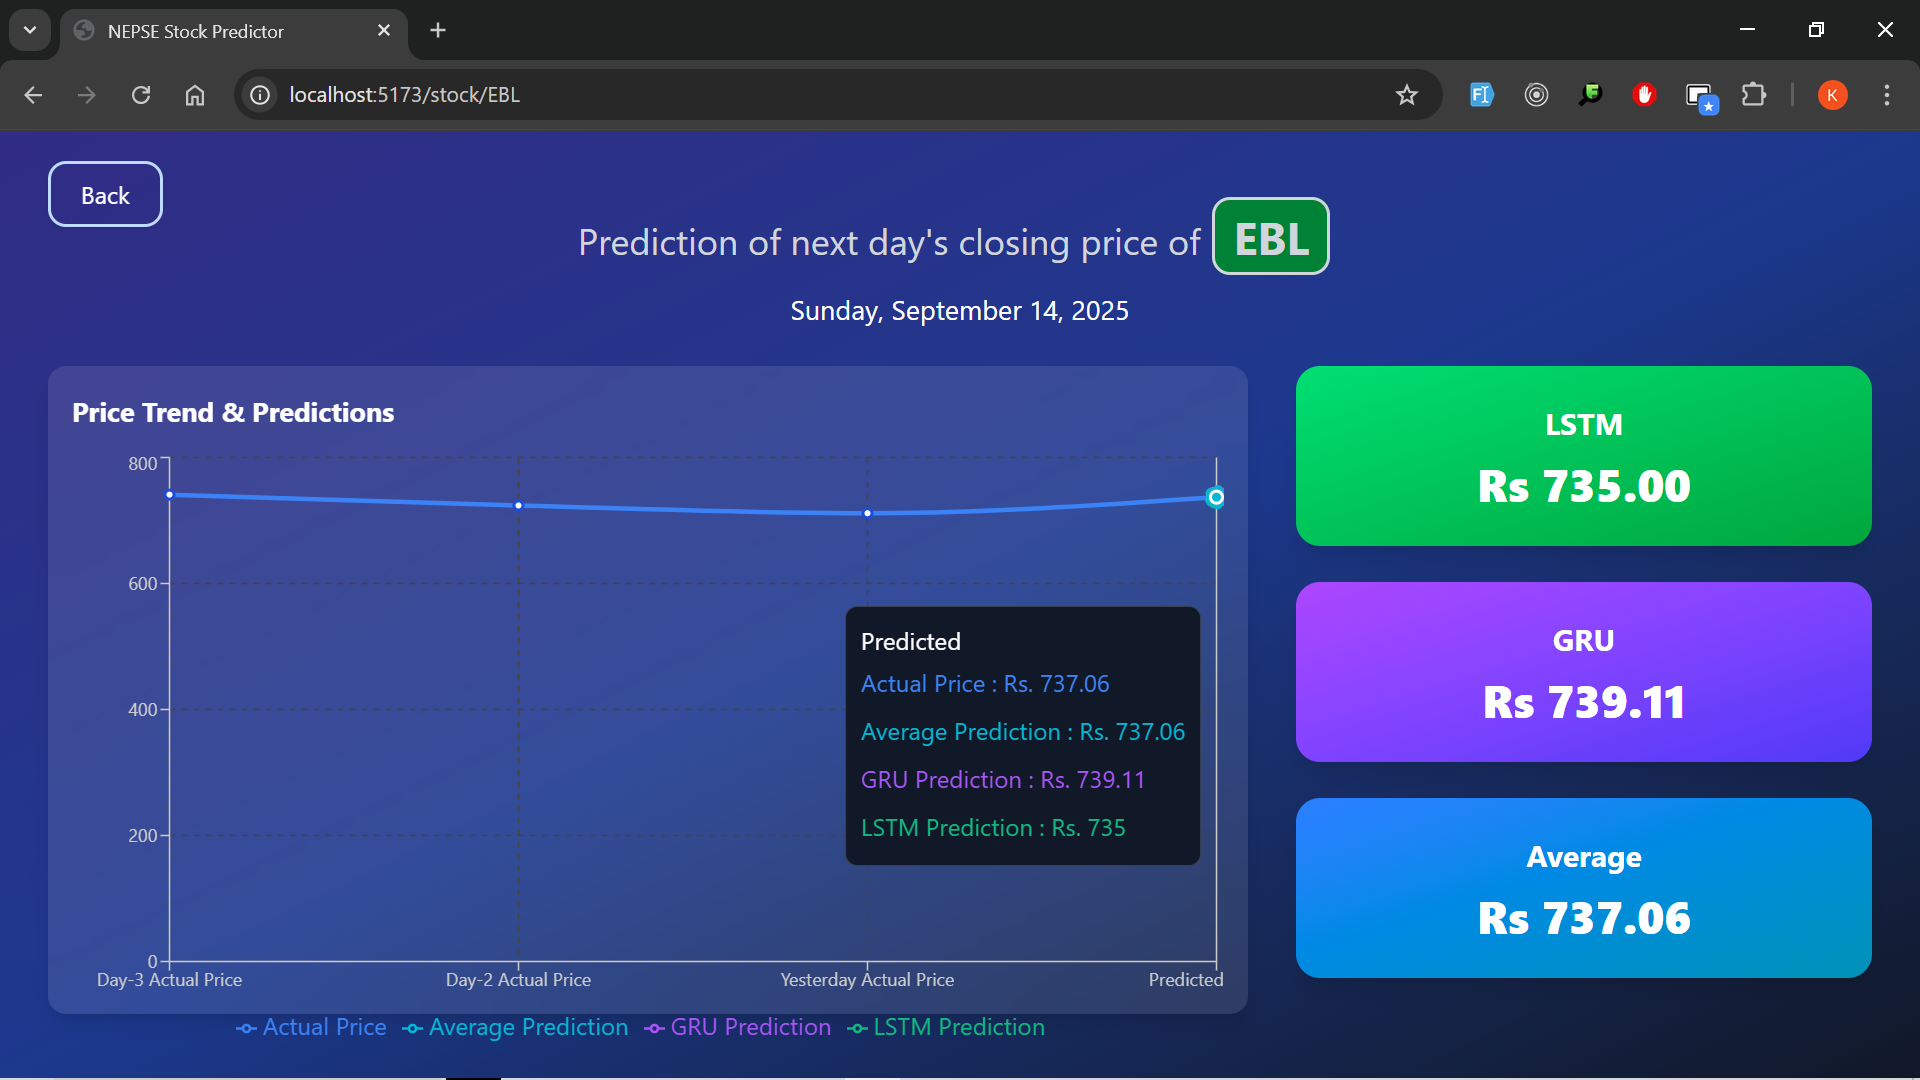 NEPSE Stock Predictor
localhost:5173/stock/EBL
K
Back
Prediction of next day's closing price of EBL
Sunday, September 14, 2025
Price Trend & Predictions
800
600
400
200
0
Day-3 Actual Price
Day-2 Actual Price
Yesterday Actual Price
Predicted
Predicted
Actual Price : Rs. 737.06
Average Prediction : Rs. 737.06
GRU Prediction : Rs. 739.11
LSTM Prediction : Rs. 735
Actual Price
Average Prediction
GRU Prediction
LSTM Prediction
LSTM
Rs 735.00
GRU
Rs 739.11
Average
Rs 737.06